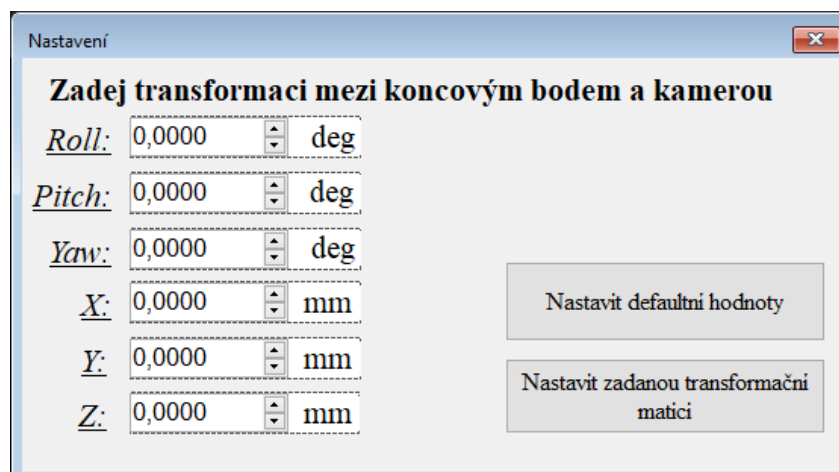 Nastavení
Zadej transformaci mezi koncovým bodem a kamerou
Roll: 0,0000 deg
Pitch: 0,0000 deg
Yaw: 0,0000 deg
X: 0,0000 mm
Y: 0,0000 mm
Z: 0,0000 mm
Nastavit defaultní hodnoty
Nastavit zadanou transformační
matici